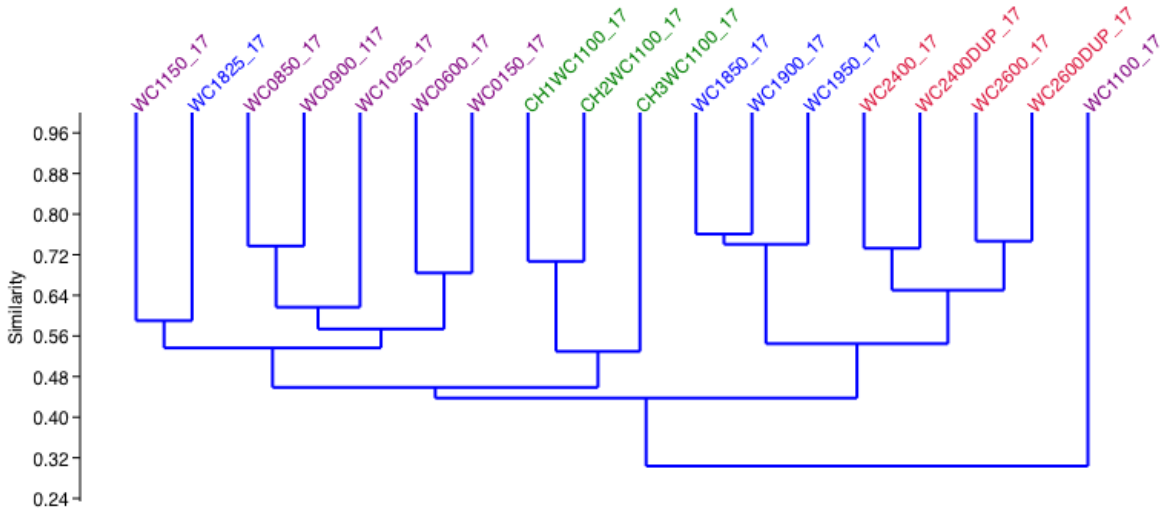 WC1150_17
WC1825_17
WC0850_17
WC0900_117
WC1025_17
WC0600_17
WC0150_17
CH1WC1100_17
CH2WC1100_17
CH3WC1100_17
WC1850_17
WC1900_17
WC1950_17
WC2400_17
WC2400DUP_17
WC2600_17
WC2600DUP_17
WC1100_17
0.96
0.88
0.80
0.72
0.64
0.56
0.48
0.40
0.32
0.24
Similarity